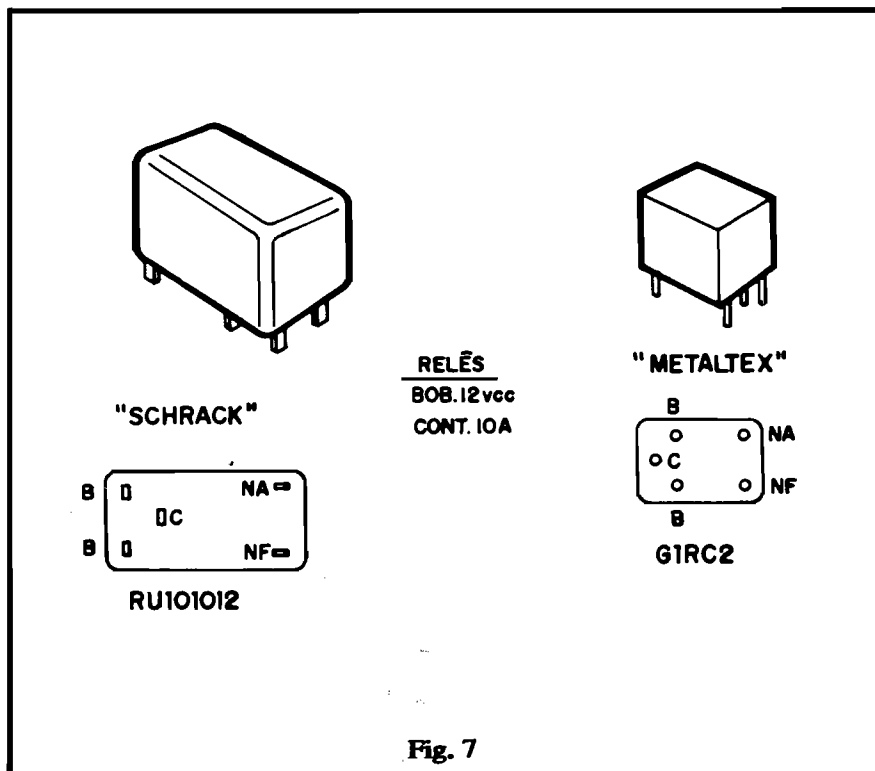 "SCHRACK"
B
NA
C
B
NF
RU101012
RELÊS
BOB.12vcc
CONT. 10A
"METALTEX"
B
NA
C
NF
B
G1RC2
Fig. 7